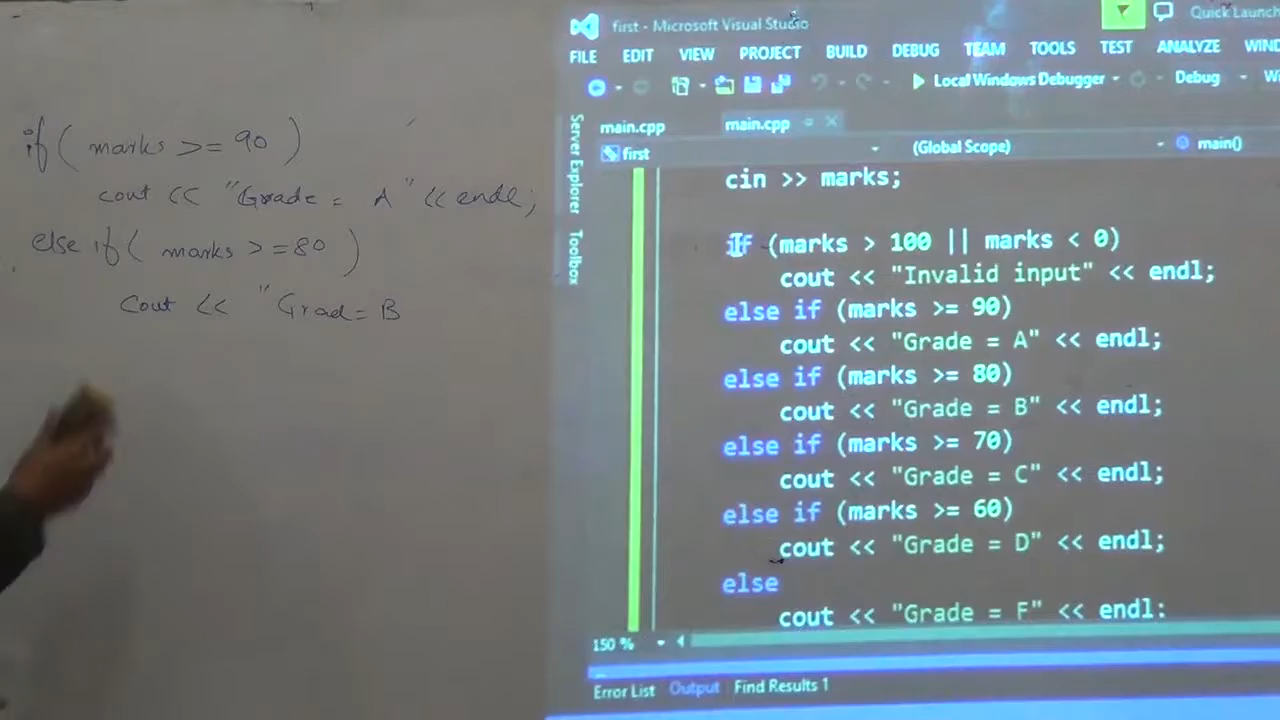 if ( marks >= 90 )
cout << "Grade = A" << endl;
else if ( marks >= 80 )
Cout << "Grad = B
first - Microsoft Visual Studio
Quick Launch
FILE EDIT VIEW PROJECT BUILD DEBUG TEAM TOOLS TEST ANALYZE WIND
Local Windows Debugger Debug Wi
Server Explorer
Toolbox
main.cpp main.cpp
first (Global Scope) main()
cin >> marks;
if (marks > 100 || marks < 0)
cout << "Invalid input" << endl;
else if (marks >= 90)
cout << "Grade = A" << endl;
else if (marks >= 80)
cout << "Grade = B" << endl;
else if (marks >= 70)
cout << "Grade = C" << endl;
else if (marks >= 60)
cout << "Grade = D" << endl;
else
cout << "Grade = F" << endl:
150 %
Error List Output Find Results 1